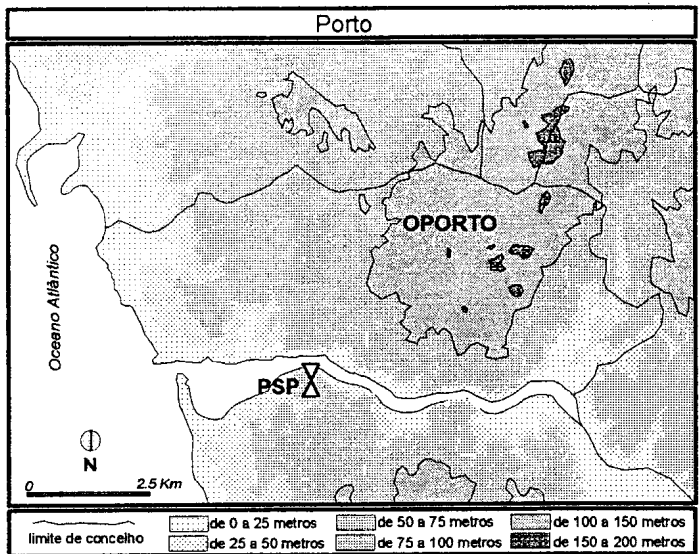 Porto
OPORTO
Oceano Atlântico
PSP
N
0 2.5 Km
limite de concelho
de 0 a 25 metros
de 50 a 75 metros
de 100 a 150 metros
de 25 a 50 metros
de 75 a 100 metros
de 150 a 200 metros